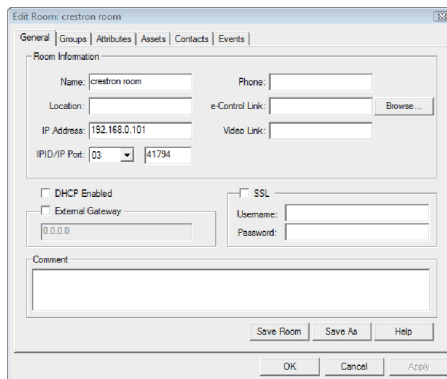 Edit Room: crestron room
General Groups Attributes Assets Contacts Events
Room Information
Name: crestron room Phone:
Location: e-Control Link: Browse...
IP Address: 192.168.0.101 Video Link:
IPID/IP Port: 03 41794
DHCP Enabled SSL
External Gateway Username:
0.0.0.0 Password:
Comment
Save Room Save As Help
OK Cancel Apply